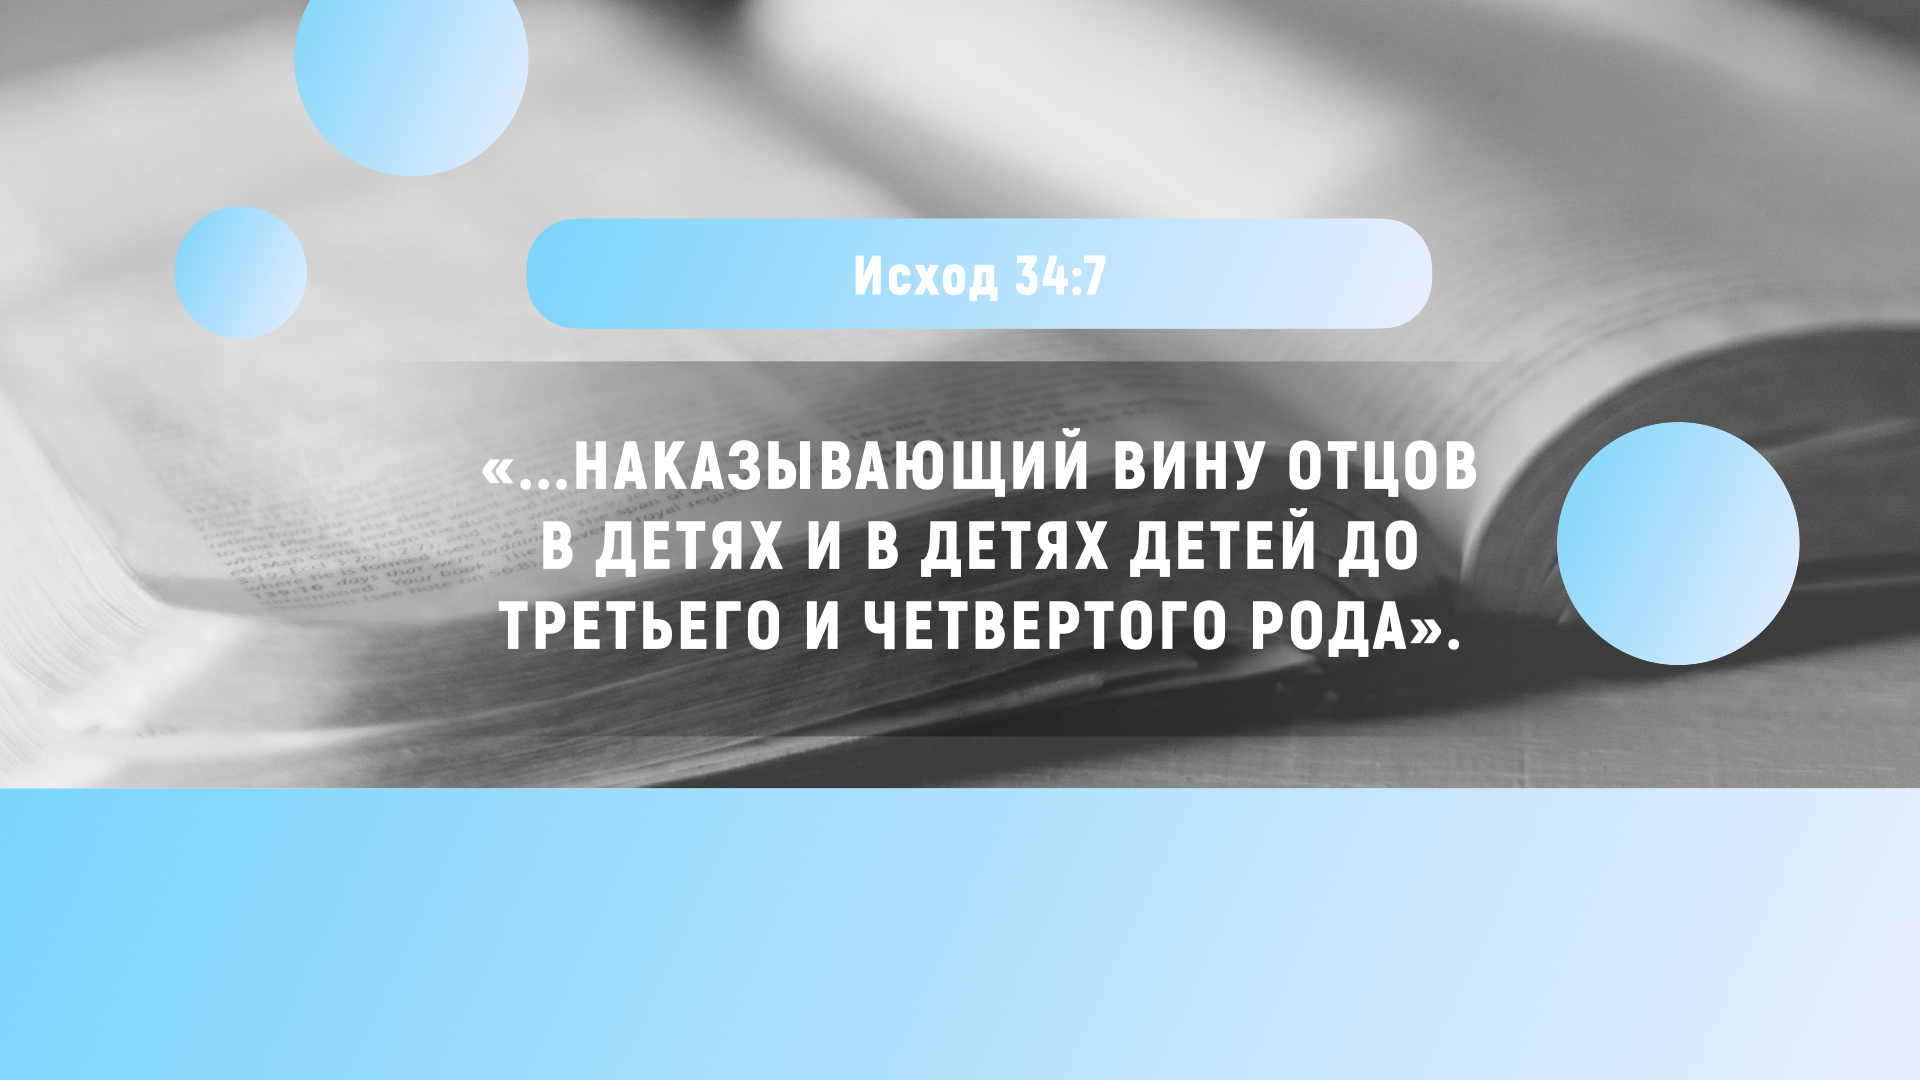 Исход 34:7
«...НАКАЗЫВАЮЩИЙ ВИНУ ОТЦОВ
В ДЕТЯХ И В ДЕТЯХ ДЕТЕЙ ДО
ТРЕТЬЕГО И ЧЕТВЕРТОГО РОДА».